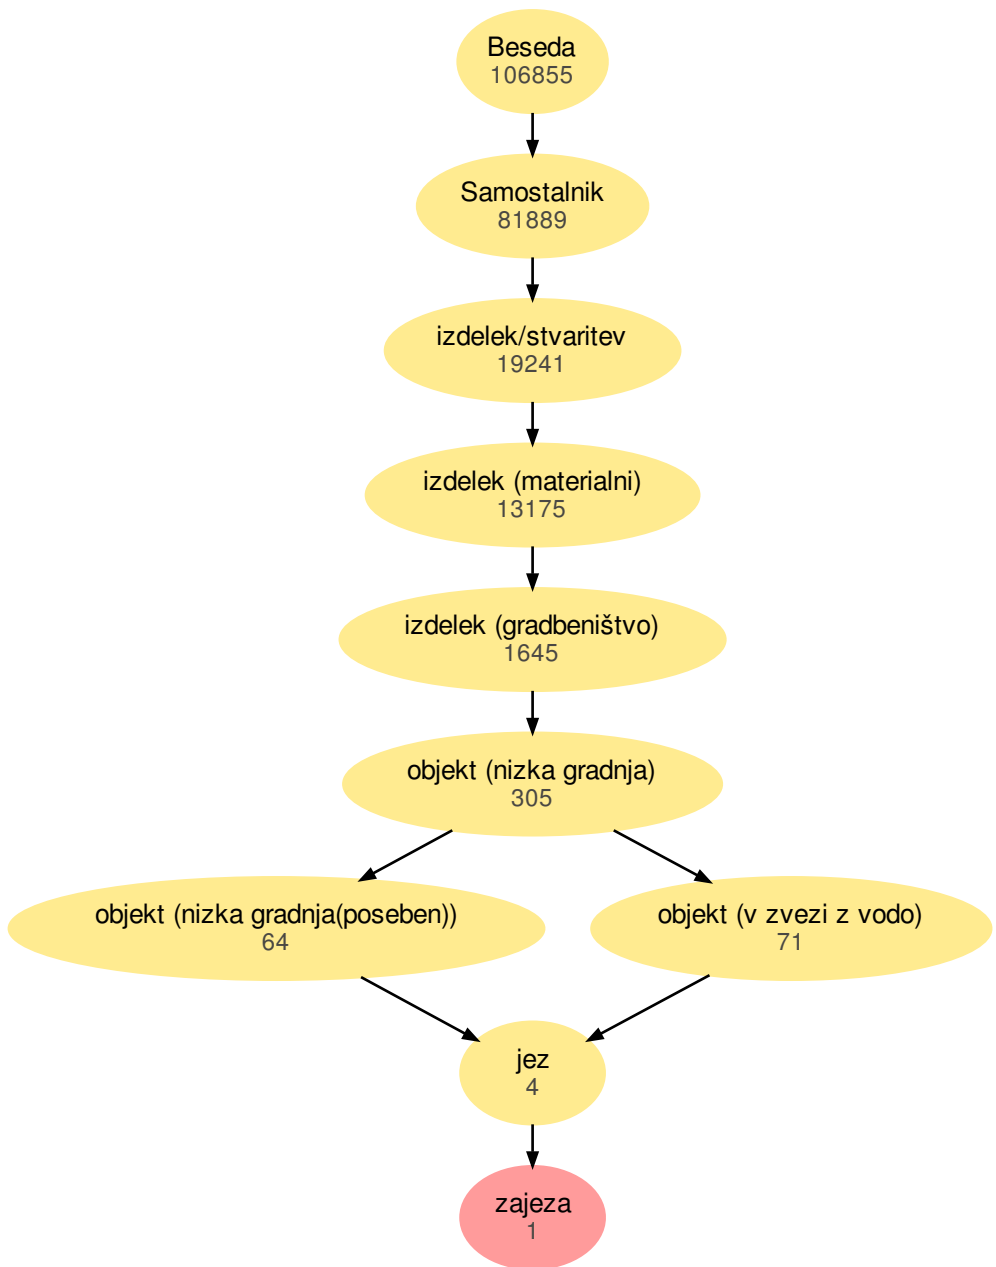 Beseda
106855
Samostalnik
81889
izdelek/stvaritev
19241
izdelek (materialni)
13175
izdelek (gradbeništvo)
1645
objekt (nizka gradnja)
305
objekt (nizka gradnja(poseben))
64
objekt (v zvezi z vodo)
71
jez
4
zajeza
1